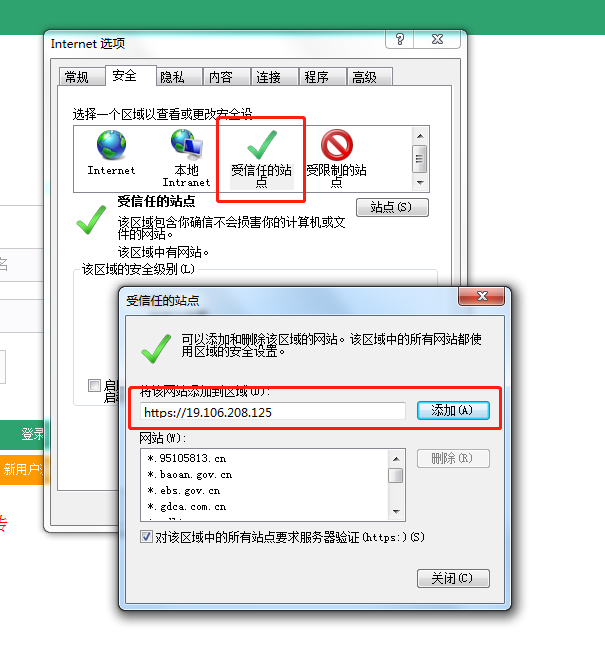 Internet 选项
常规 安全 隐私 内容 连接 程序 高级
选择一个区域以查看或更改安全设
Internet
本地
Intranet
受信任的站
点
受限制的站
点
受信任的站点
站点(S)
该区域包含你确信不会损害你的计算机或文
件的网站。
该区域中有网站。
该区域的安全级别(L)
名
登录
新用户
受信任的站点
可以添加和删除该区域的网站。该区域中的所有网站都使
用区域的安全设置。
将该网站添加到区域(D):
https://19.106.208.125
添加(A)
网站(W):
*.95105813.cn
*.baoan.gov.cn
*.ebs.gov.cn
*.gdca.com.cn
删除(R)
对该区域中的所有站点要求服务器验证(https:)(S)
关闭(C)